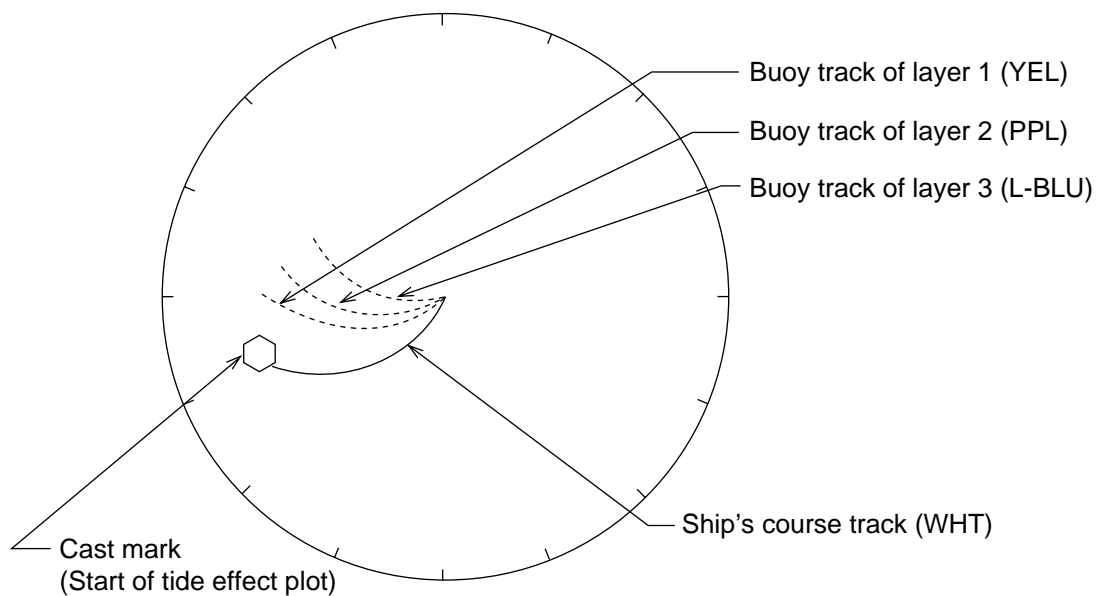 Buoy track of layer 1 (YEL)
Buoy track of layer 2 (PPL)
Buoy track of layer 3 (L-BLU)
Ship's course track (WHT)
Cast mark
(Start of tide effect plot)